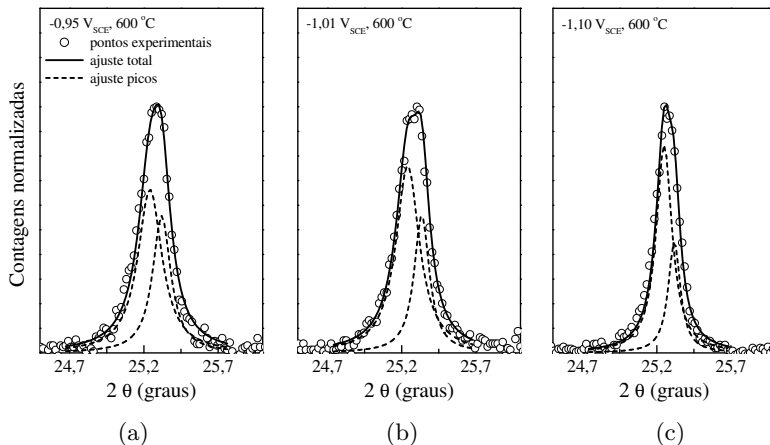 -0,95 V_SCE, 600 °C
pontos experimentais
ajuste total
ajuste picos
-1,01 V_SCE, 600 °C
-1,10 V_SCE, 600 °C
Contagens normalizadas
24,7 25,2 25,7
24,7 25,2 25,7
24,7 25,2 25,7
2 θ (graus)
2 θ (graus)
2 θ (graus)
(a)
(b)
(c)